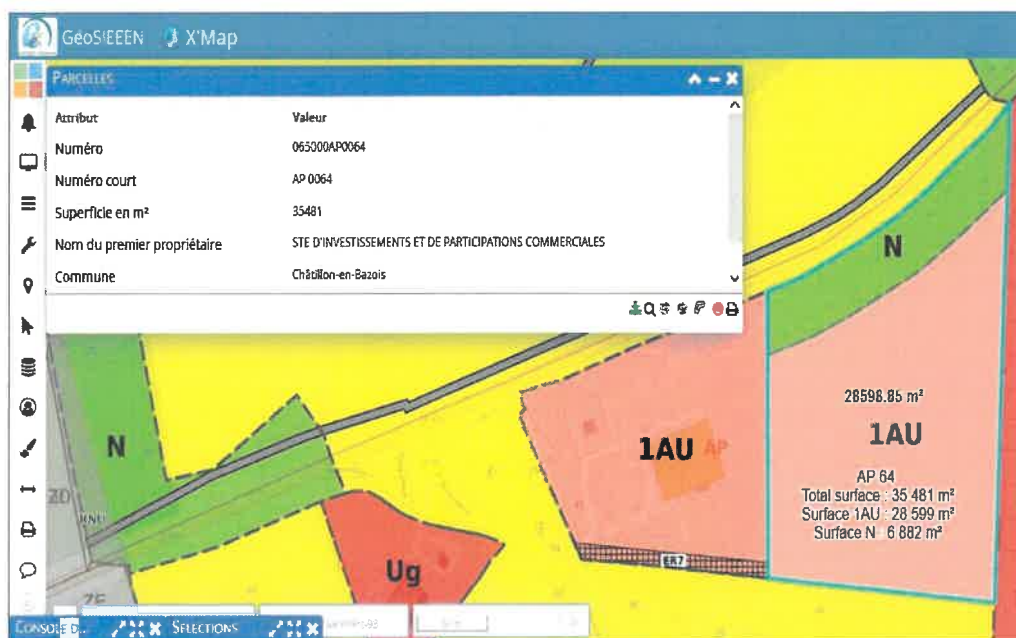 GéoSIEEEN X'Map
PARCELLES
Attribut Valeur
Numéro 065000AP0064
Numéro court AP 0064
Superficie en m² 35481
Nom du premier propriétaire STE D'INVESTISSEMENTS ET DE PARTICIPATIONS COMMERCIALES
Commune Châtillon-en-Bazois
N
28598.85 m²
1AU
1AU
AP
AP 64
Total surface : 35 481 m²
Surface 1AU : 28 599 m²
Surface N : 6 882 m²
N
ZD
RNU
ER7
Ug
ZE
CONSOLE D... SÉLECTIONS